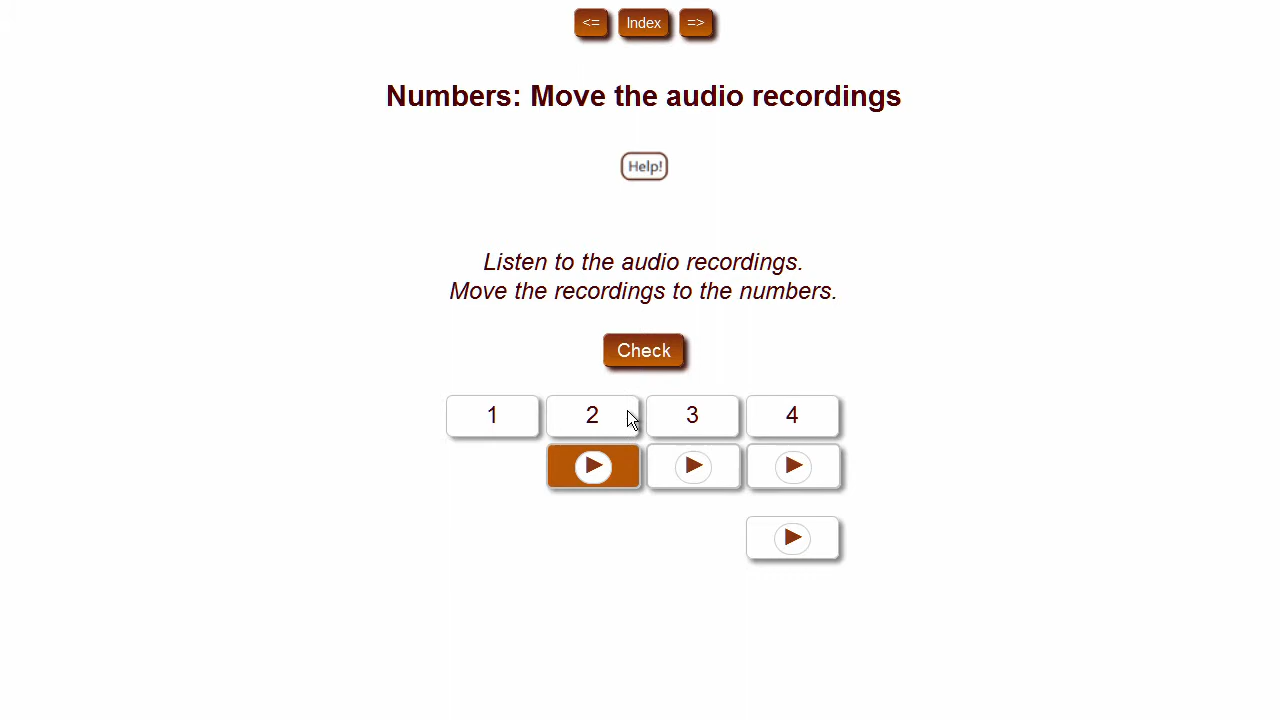 <= Index =>
Numbers: Move the audio recordings
Help!
Listen to the audio recordings.
Move the recordings to the numbers.
Check
1 2 3 4